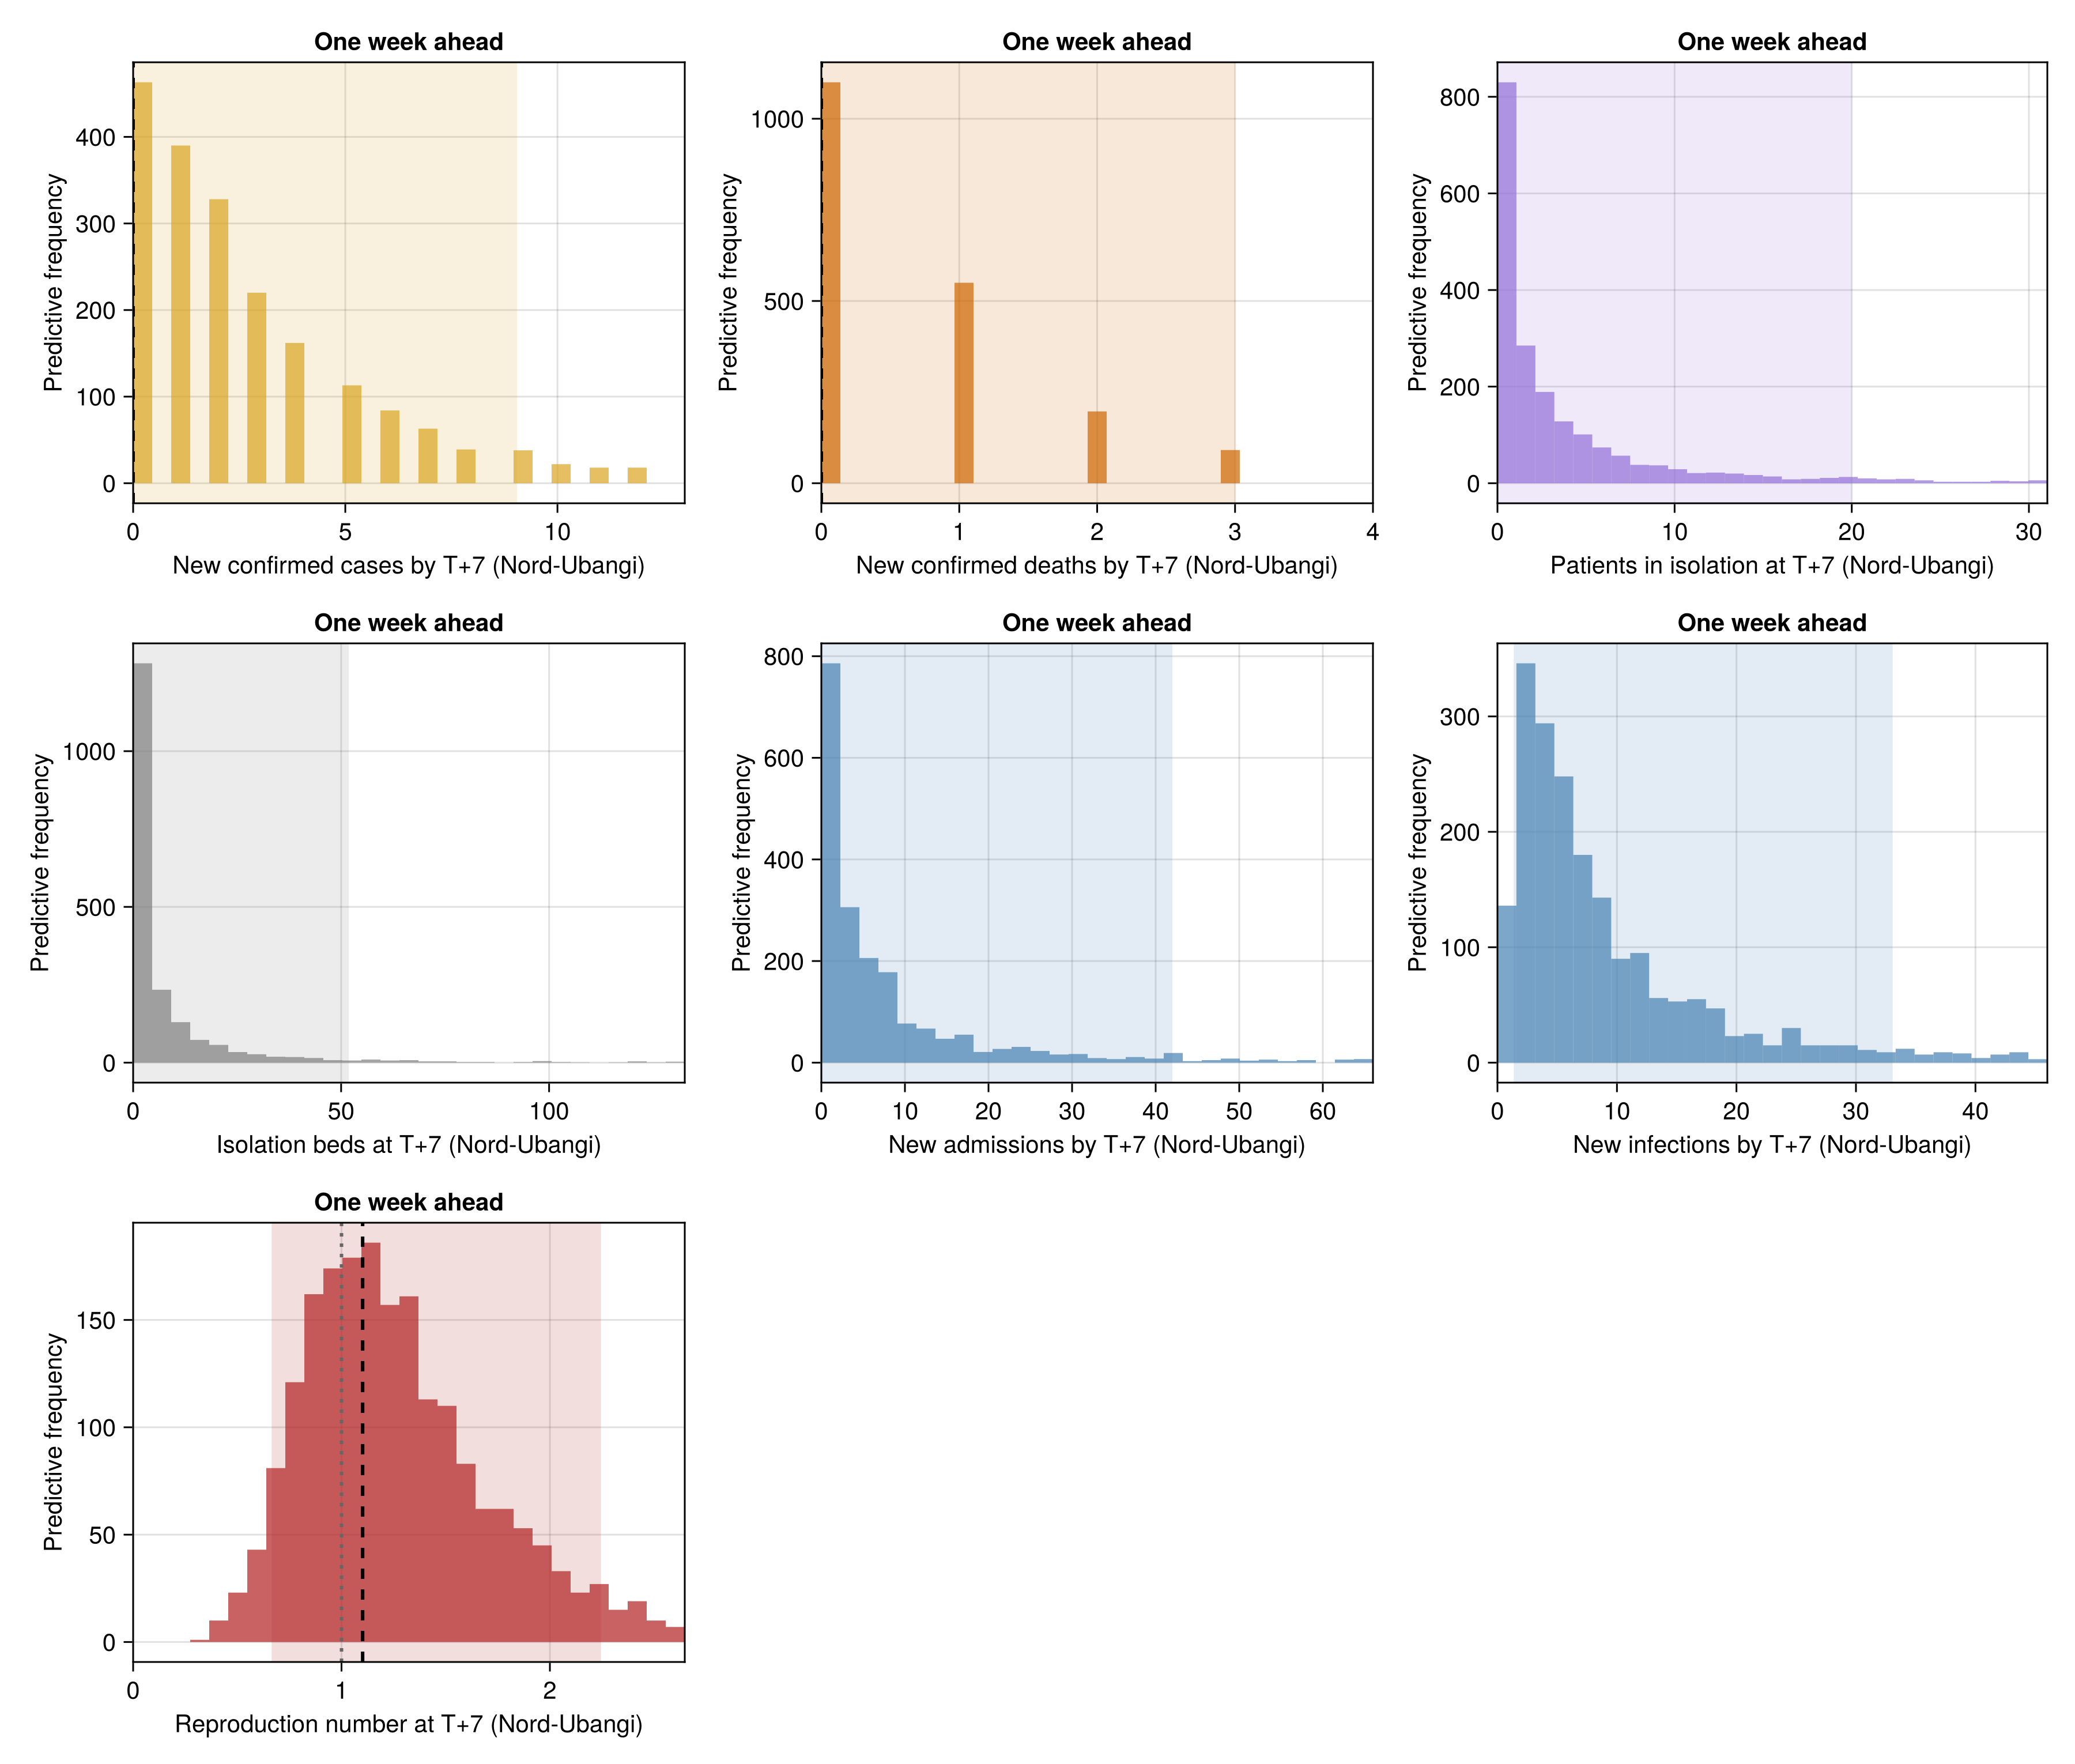 One week ahead
Predictive frequency
400
300
200
100
0
0 5 10
New confirmed cases by T+7 (Nord-Ubangi)
One week ahead
Predictive frequency
1000
500
0
0 1 2 3 4
New confirmed deaths by T+7 (Nord-Ubangi)
One week ahead
Predictive frequency
800
600
400
200
0
0 10 20 30
Patients in isolation at T+7 (Nord-Ubangi)
One week ahead
Predictive frequency
1000
500
0
0 50 100
Isolation beds at T+7 (Nord-Ubangi)
One week ahead
Predictive frequency
800
600
400
200
0
0 10 20 30 40 50 60
New admissions by T+7 (Nord-Ubangi)
One week ahead
Predictive frequency
300
200
100
0
0 10 20 30 40
New infections by T+7 (Nord-Ubangi)
One week ahead
Predictive frequency
150
100
50
0
0 1 2
Reproduction number at T+7 (Nord-Ubangi)